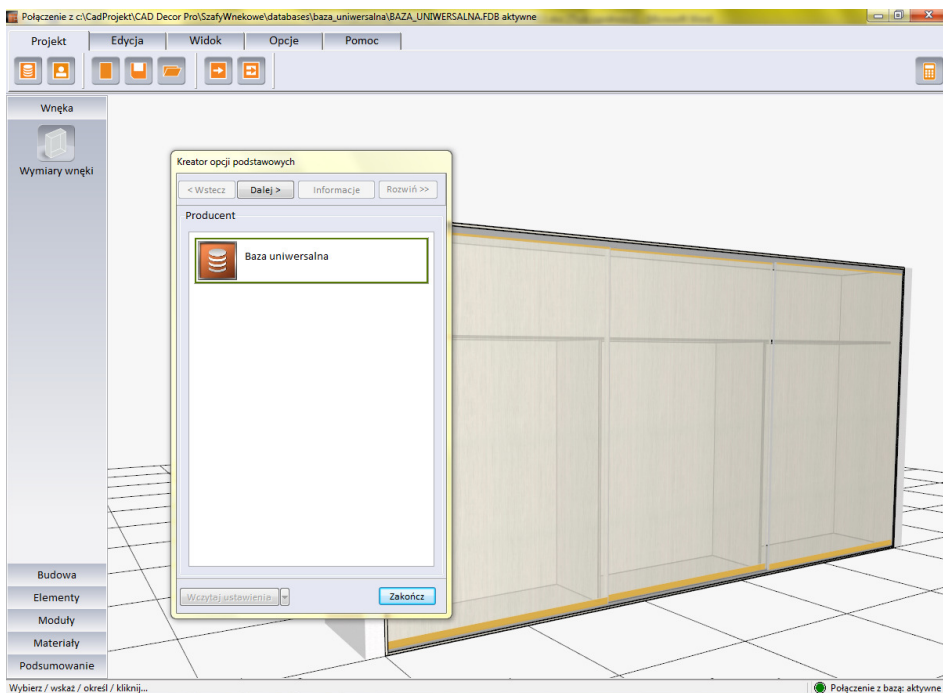 Połączenie z c:\CadProjekt\CAD Decor Pro\SzafyWnekowe\databases\baza_uniwersalna\BAZA_UNIWERSALNA.FDB aktywne
Projekt Edycja Widok Opcje Pomoc
Wnęka
Wymiary wnęki
Kreator opcji podstawowych
< Wstecz Dalej > Informacje Rozwiń >>
Producent
Baza uniwersalna
Wczytaj ustawienia Zakończ
Budowa
Elementy
Moduły
Materiały
Podsumowanie
Wybierz / wskaż / określ / kliknij... Połączenie z bazą: aktywne